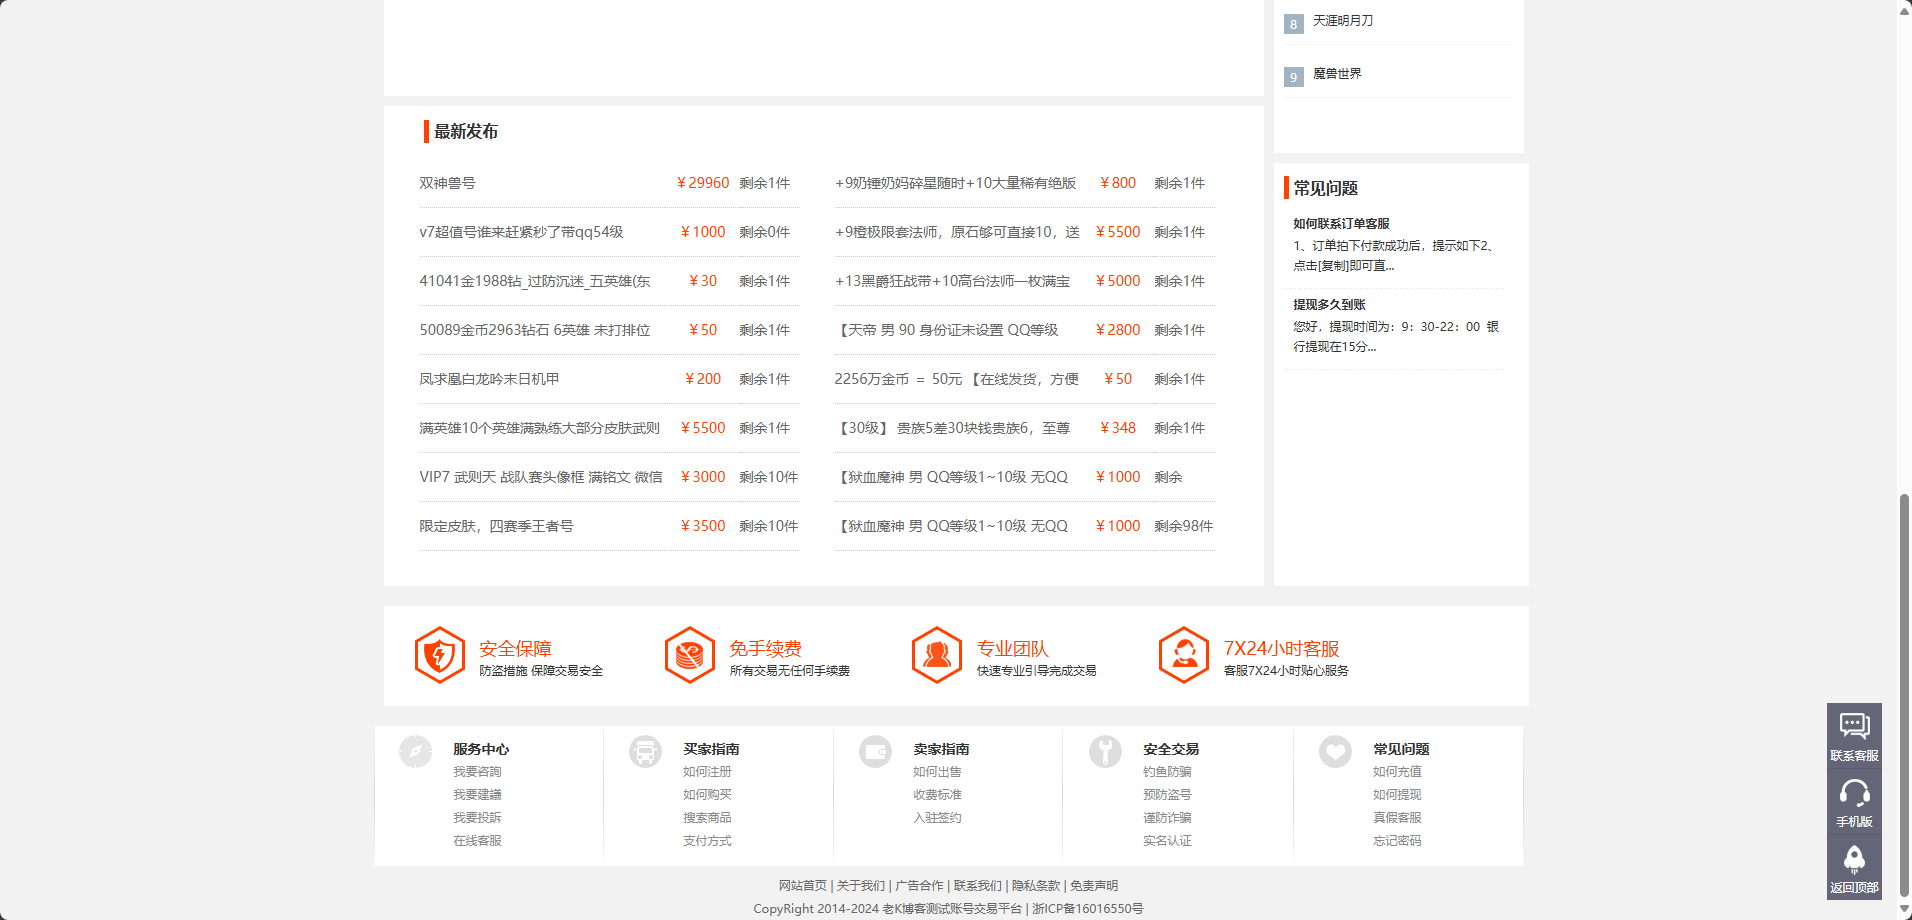 8 天涯明月刀
9 魔兽世界
最新发布
双神兽号 ￥29960 剩余1件
+9奶锤奶妈碎星随时+10大量稀有绝版 ￥800 剩余1件
v7超值号谁来赶紧秒了带qq54级 ￥1000 剩余0件
+9橙极限套法师，原石够可直接10，送 ￥5500 剩余1件
41041金1988钻_过防沉迷_五英雄(东 ￥30 剩余1件
+13黑爵狂战带+10高台法师一枚满宝 ￥5000 剩余1件
50089金币2963钻石 6英雄 未打排位 ￥50 剩余1件
【天帝 男 90 身份证未设置 QQ等级 ￥2800 剩余1件
凤求凰白龙吟末日机甲 ￥200 剩余1件
2256万金币 ＝ 50元 【在线发货，方便 ￥50 剩余1件
满英雄10个英雄满熟练大部分皮肤武则 ￥5500 剩余1件
【30级】 贵族5差30块钱贵族6，至尊 ￥348 剩余1件
VIP7 武则天 战队赛头像框 满铭文 微信 ￥3000 剩余10件
【狱血魔神 男 QQ等级1~10级 无QQ ￥1000 剩余
限定皮肤，四赛季王者号 ￥3500 剩余10件
【狱血魔神 男 QQ等级1~10级 无QQ ￥1000 剩余98件
常见问题
如何联系订单客服
1、订单拍下付款成功后，提示如下2、
点击[复制]即可直...
提现多久到账
您好，提现时间为：9：30-22：00 银
行提现在15分...
安全保障
防盗措施 保障交易安全
免手续费
所有交易无任何手续费
专业团队
快速专业引导完成交易
7X24小时客服
客服7X24小时贴心服务
服务中心
我要咨詢
我要建議
我要投訴
在线客服
买家指南
如何注册
如何购买
搜索商品
支付方式
卖家指南
如何出售
收费标准
入驻签约
安全交易
钓鱼防骗
预防盗号
谨防诈骗
实名认证
常见问题
如何充值
如何提现
真假客服
忘记密码
联系客服
手机版
返回顶部
网站首页 | 关于我们 | 广告合作 | 联系我们 | 隐私条款 | 免责声明
CopyRight 2014-2024 老K博客测试账号交易平台 | 浙ICP备16016550号